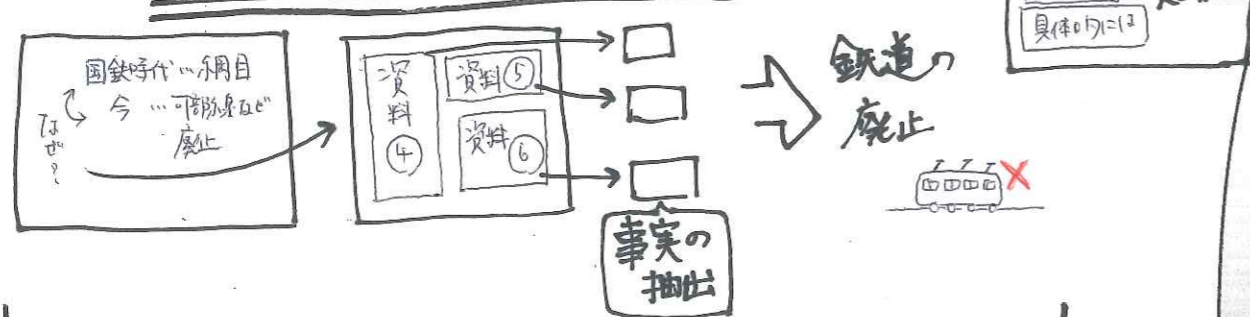 具体的には
国鉄時代…網目
今…可部線など
廃止
なぜ?
資料④
資料⑤
資料⑥
事実の
抽出
鉄道の
廃止